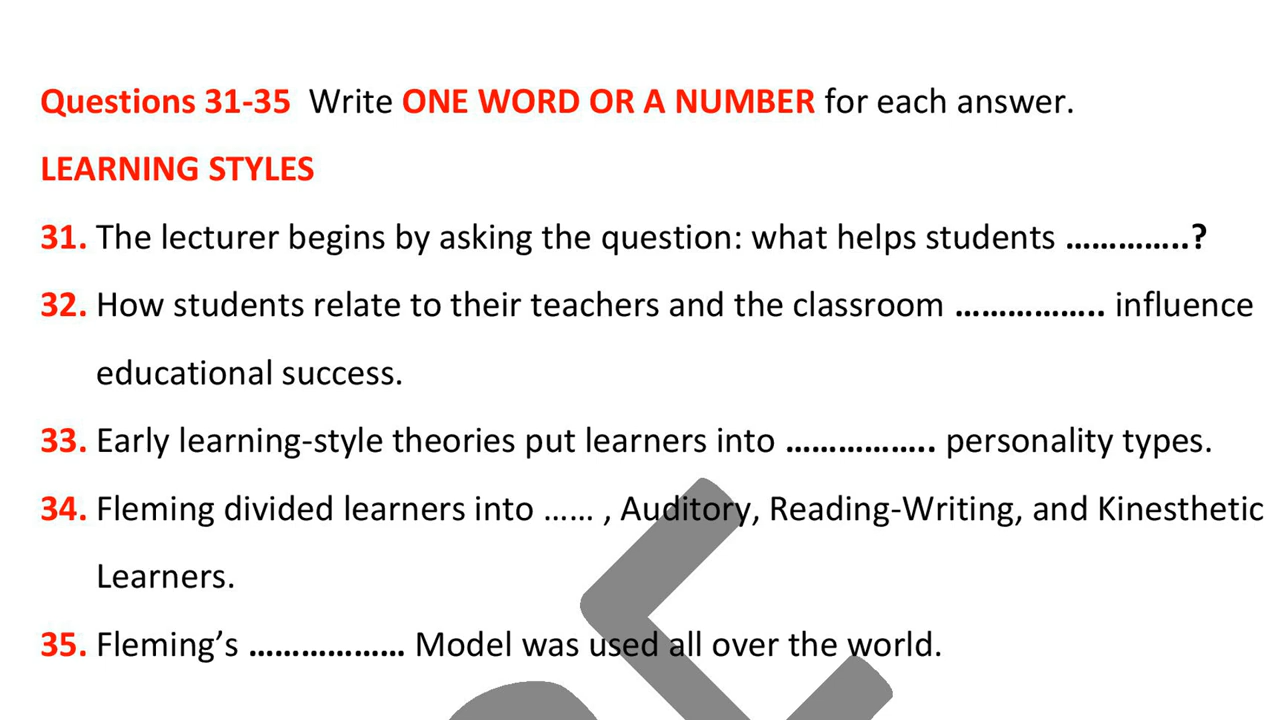 Questions 31-35 Write ONE WORD OR A NUMBER for each answer.
LEARNING STYLES
31. The lecturer begins by asking the question: what helps students …………..?
32. How students relate to their teachers and the classroom …………….. influence
educational success.
33. Early learning-style theories put learners into …………….. personality types.
34. Fleming divided learners into …… , Auditory, Reading-Writing, and Kinesthetic
Learners.
35. Fleming’s ……………… Model was used all over the world.